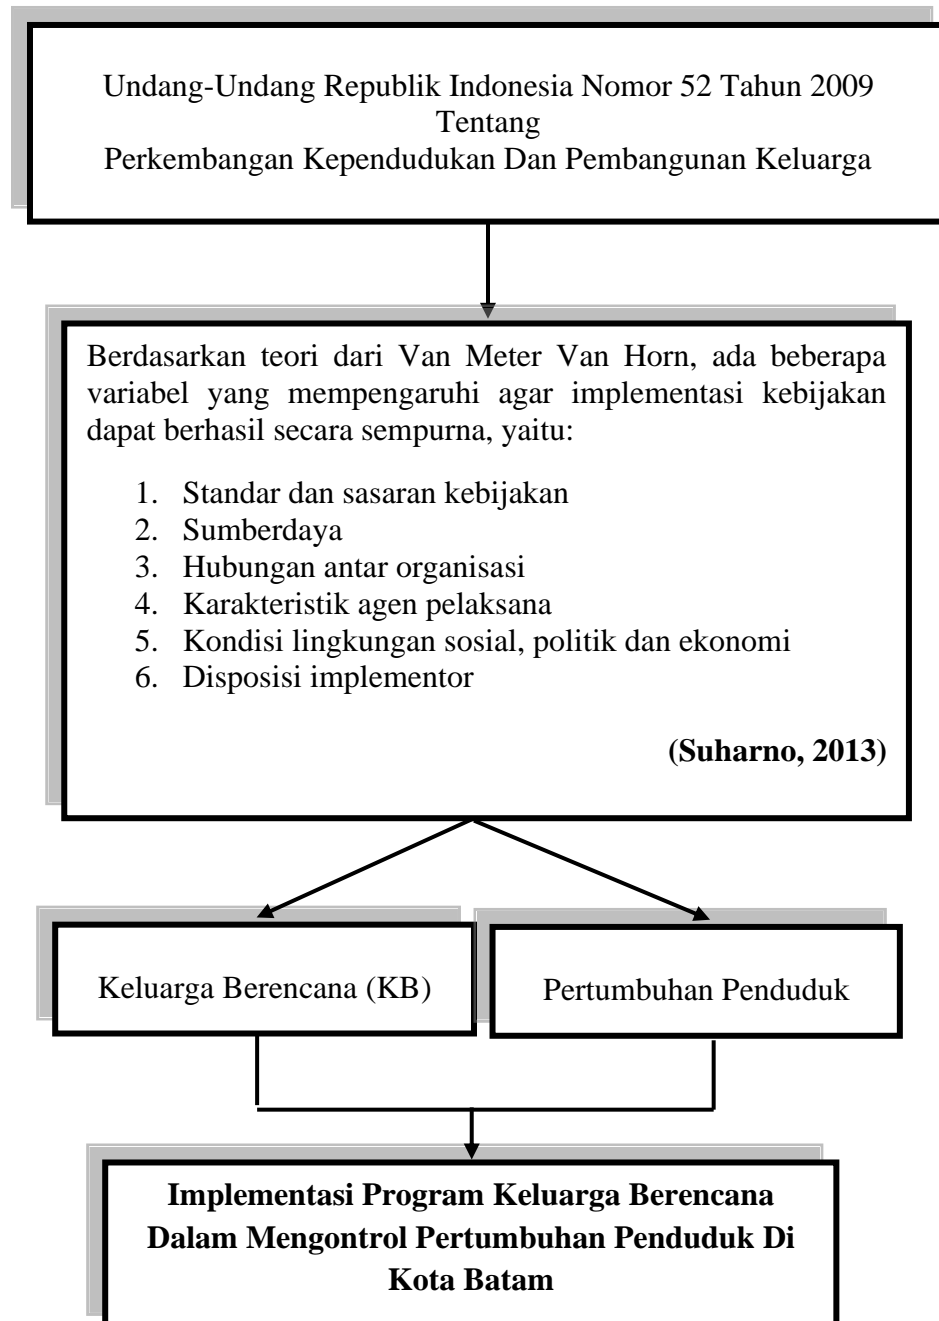 Undang-Undang Republik Indonesia Nomor 52 Tahun 2009
Tentang
Perkembangan Kependudukan Dan Pembangunan Keluarga
Berdasarkan teori dari Van Meter Van Horn, ada beberapa
variabel yang mempengaruhi agar implementasi kebijakan
dapat berhasil secara sempurna, yaitu:
1. Standar dan sasaran kebijakan
2. Sumberdaya
3. Hubungan antar organisasi
4. Karakteristik agen pelaksana
5. Kondisi lingkungan sosial, politik dan ekonomi
6. Disposisi implementor
(Suharno, 2013)
Keluarga Berencana (KB)
Pertumbuhan Penduduk
Implementasi Program Keluarga Berencana
Dalam Mengontrol Pertumbuhan Penduduk Di
Kota Batam